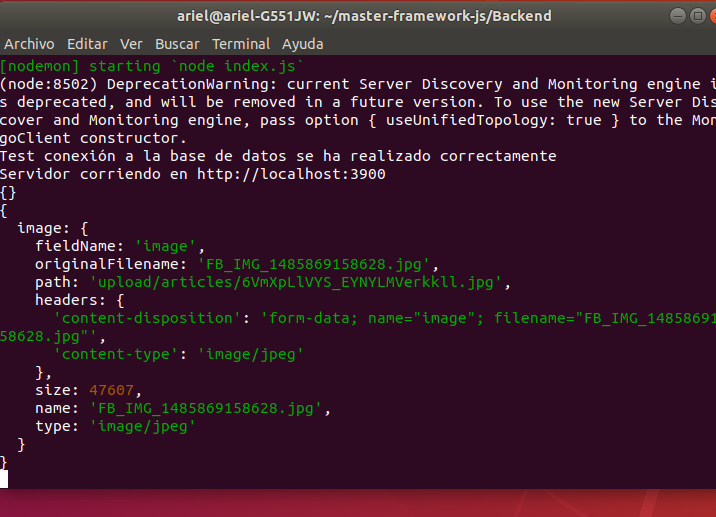 ariel@ariel-G551JW: ~/master-framework-js/Backend
Archivo Editar Ver Buscar Terminal Ayuda
[nodemon] starting `node index.js`
(node:8502) DeprecationWarning: current Server Discovery and Monitoring engine i
s deprecated, and will be removed in a future version. To use the new Server Dis
cover and Monitoring engine, pass option { useUnifiedTopology: true } to the Mon
goClient constructor.
Test conexión a la base de datos se ha realizado correctamente
Servidor corriendo en http://localhost:3900
{}
{
  image: {
    fieldName: 'image',
    originalFilename: 'FB_IMG_1485869158628.jpg',
    path: 'upload/articles/6VmXpLlVYS_EYNYLMVerkkll.jpg',
    headers: {
      'content-disposition': 'form-data; name="image"; filename="FB_IMG_14858691
58628.jpg"',
      'content-type': 'image/jpeg'
    },
    size: 47607,
    name: 'FB_IMG_1485869158628.jpg',
    type: 'image/jpeg'
  }
}